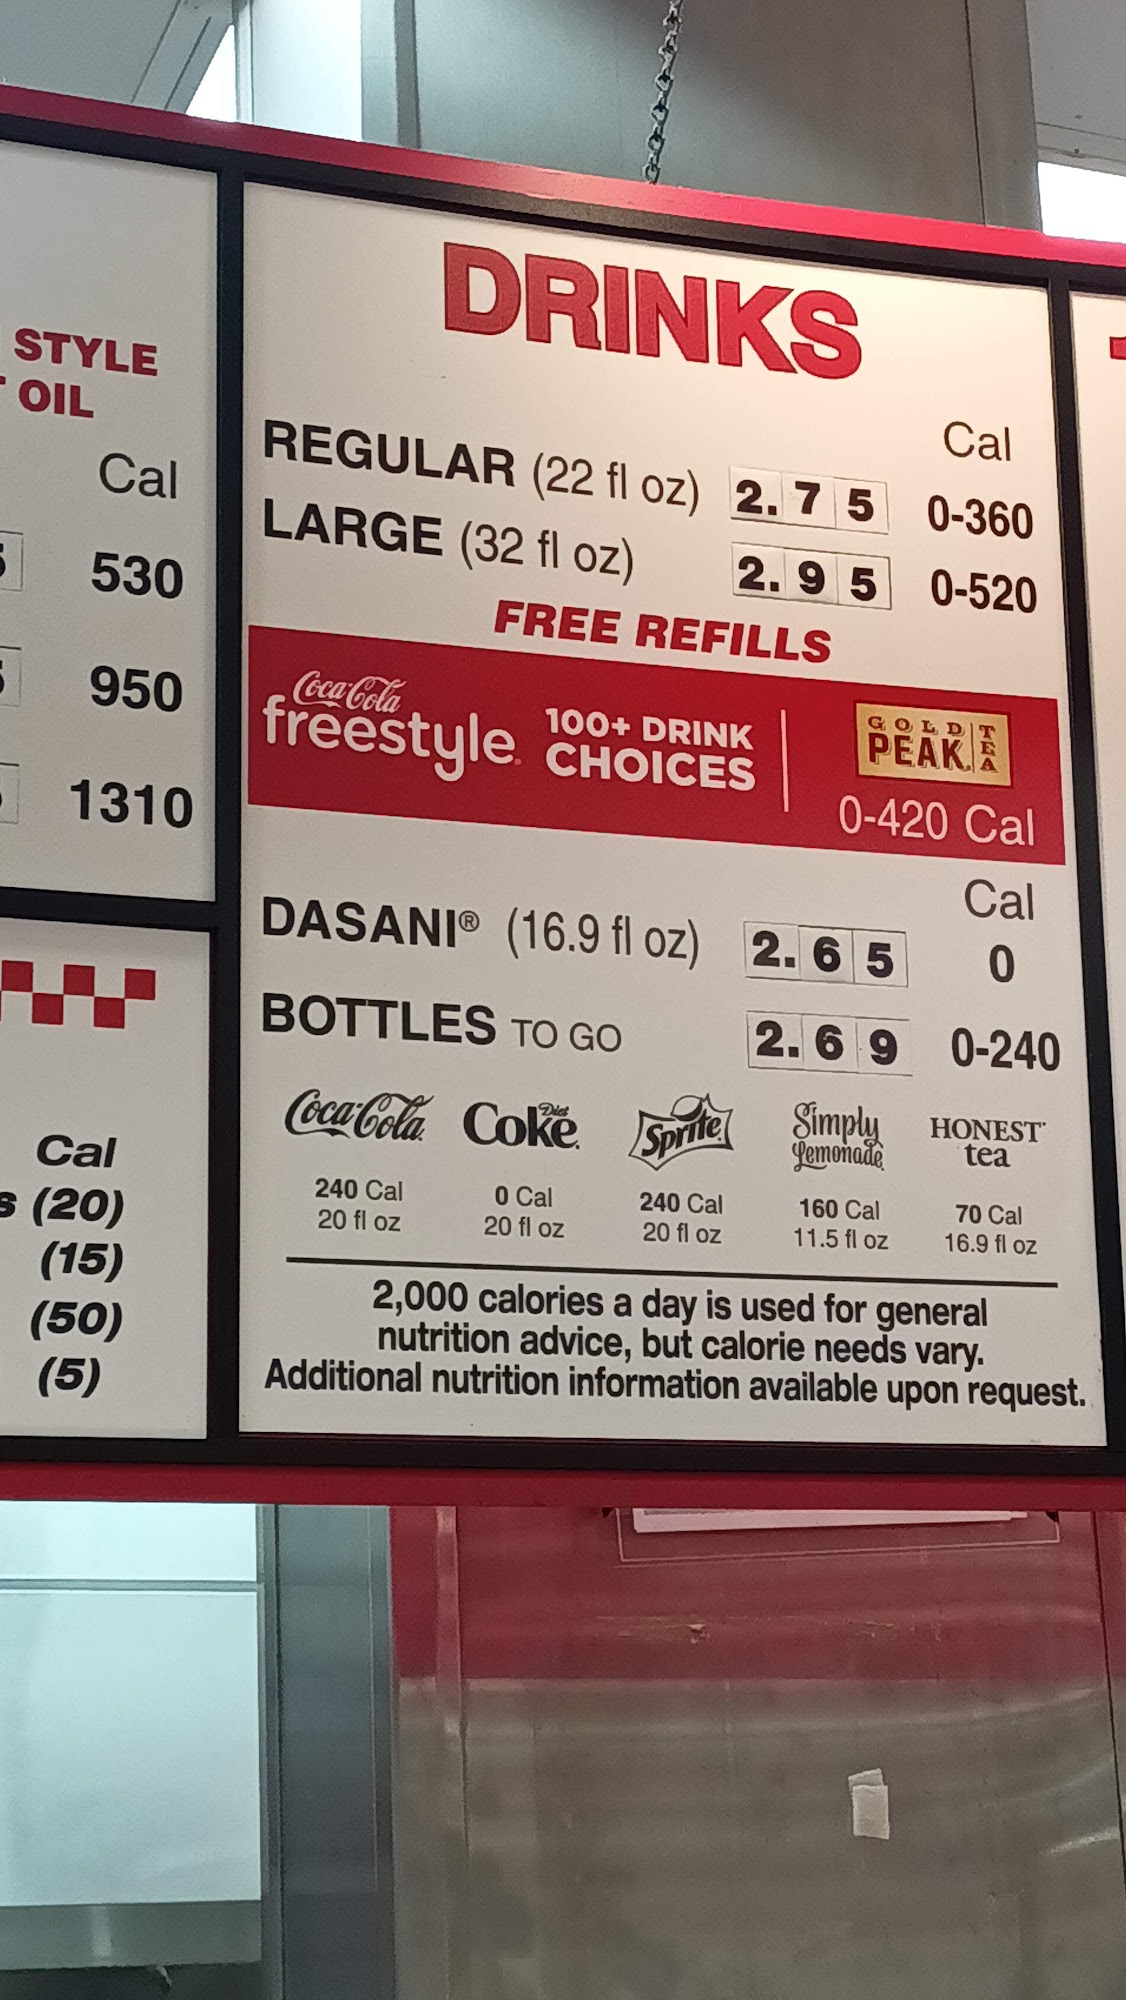 STYLE
OIL
Cal
530
950
1310
Cal
(20)
(15)
(50)
(5)
DRINKS
Cal
REGULAR (22 fl oz) 2.75 0-360
LARGE (32 fl oz) 2.95 0-520
FREE REFILLS
Coca-Cola
freestyle.
100+ DRINK
CHOICES
GOLD PEAK TEA
0-420 Cal
Cal
DASANI® (16.9 fl oz) 2.65 0
BOTTLES TO GO 2.69 0-240
Coca-Cola Diet Coke Sprite Simply Lemonade HONEST tea
240 Cal 0 Cal 240 Cal 160 Cal 70 Cal
20 fl oz 20 fl oz 20 fl oz 11.5 fl oz 16.9 fl oz
2,000 calories a day is used for general
nutrition advice, but calorie needs vary.
Additional nutrition information available upon request.